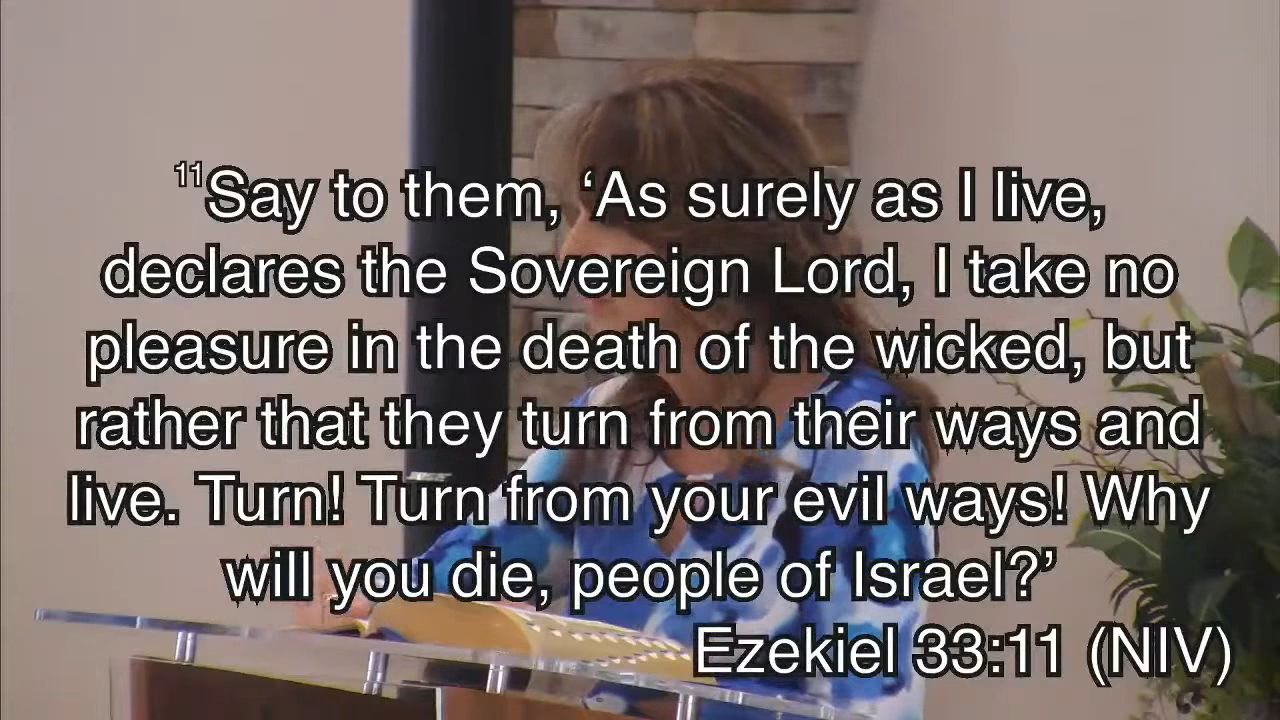 11Say to them, ‘As surely as I live,
declares the Sovereign Lord, I take no
pleasure in the death of the wicked, but
rather that they turn from their ways and
live. Turn! Turn from your evil ways! Why
will you die, people of Israel?’
Ezekiel 33:11 (NIV)